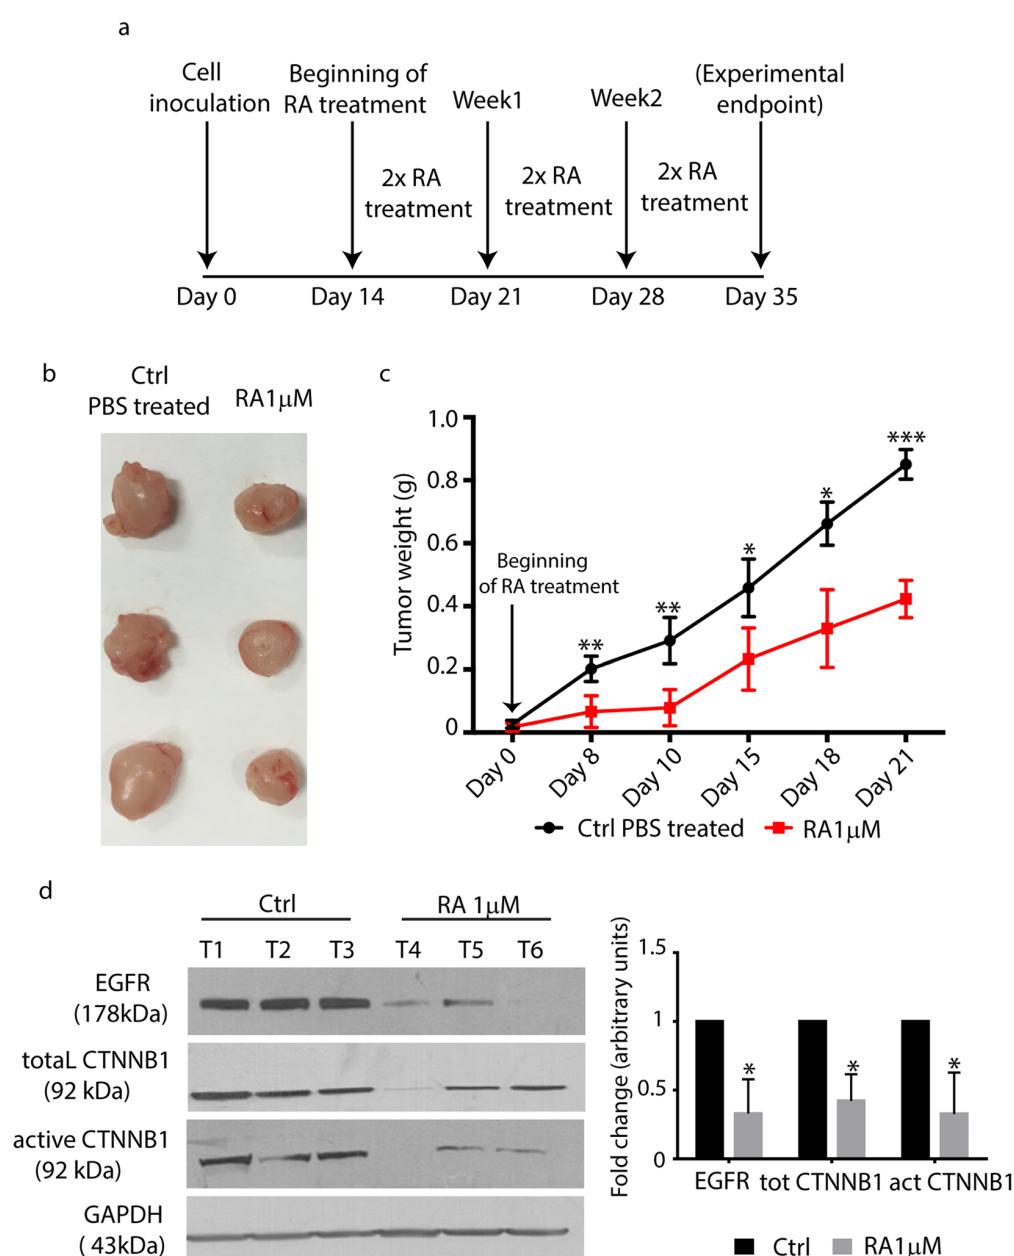 a
Cell
inoculation
Beginning of
RA treatment
Week1
Week2
(Experimental
endpoint)
2x RA
treatment
2x RA
treatment
2x RA
treatment
Day 0
Day 14
Day 21
Day 28
Day 35
b
Ctrl
PBS treated
RA1μM
c
Tumor weight (g)
1.0
0.8
0.6
0.4
0.2
0
Beginning
of RA treatment
**
**
*
*
***
Day 0
Day 8
Day 10
Day 15
Day 18
Day 21
Ctrl PBS treated
RA1μM
d
Ctrl
RA 1μM
T1 T2 T3 T4 T5 T6
EGFR
(178kDa)
totaL CTNNB1
(92 kDa)
active CTNNB1
(92 kDa)
GAPDH
( 43kDa)
Fold change (arbitrary units)
1.5
1
0.5
0
*
*
*
EGFR tot CTNNB1 act CTNNB1
Ctrl
RA1μM